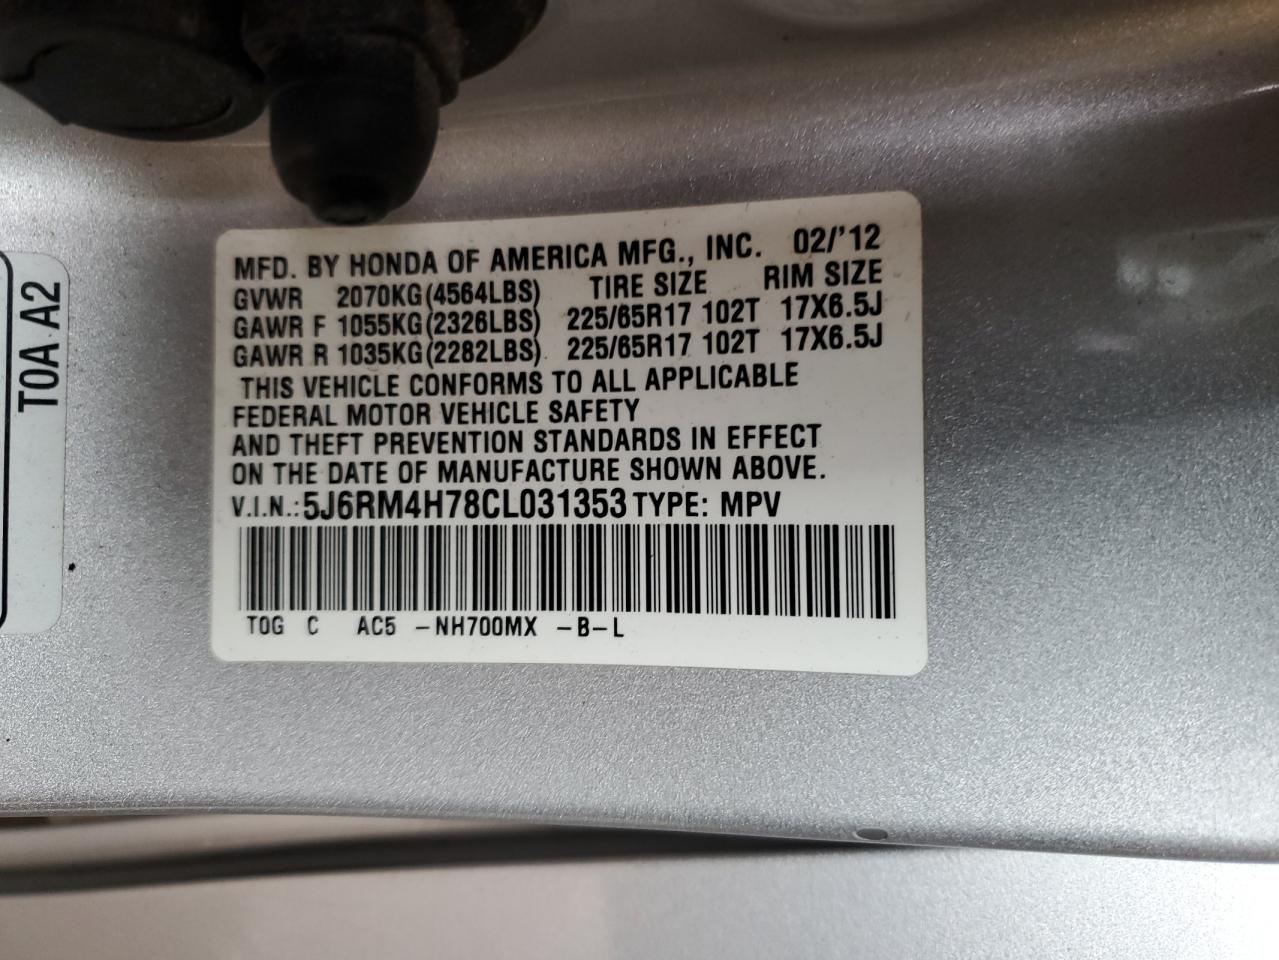 MFD. BY HONDA OF AMERICA MFG., INC. 02/'12
GVWR 2070KG(4564LBS) TIRE SIZE RIM SIZE
GAWR F 1055KG(2326LBS) 225/65R17 102T 17X6.5J
GAWR R 1035KG(2282LBS) 225/65R17 102T 17X6.5J
THIS VEHICLE CONFORMS TO ALL APPLICABLE
FEDERAL MOTOR VEHICLE SAFETY
AND THEFT PREVENTION STANDARDS IN EFFECT
ON THE DATE OF MANUFACTURE SHOWN ABOVE.
V.I.N.:5J6RM4H78CL031353 TYPE: MPV
T0G C AC5 -NH700MX -B-L
T0A A2